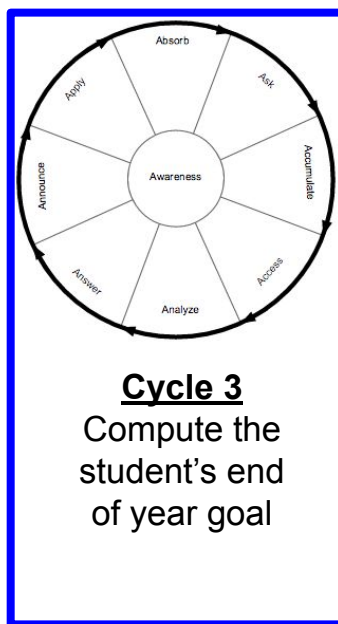 Absorb
Ask
Accumulate
Access
Analyze
Answer
Announce
Apply
Awareness
Cycle 3
Compute the
student’s end
of year goal